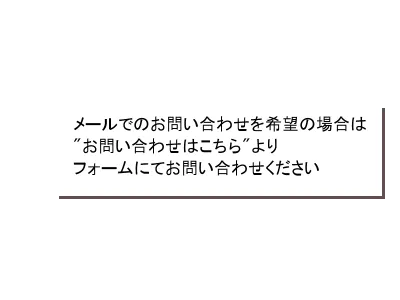 メールでのお問い合わせを希望の場合は
"お問い合わせはこちら"より
フォームにてお問い合わせください